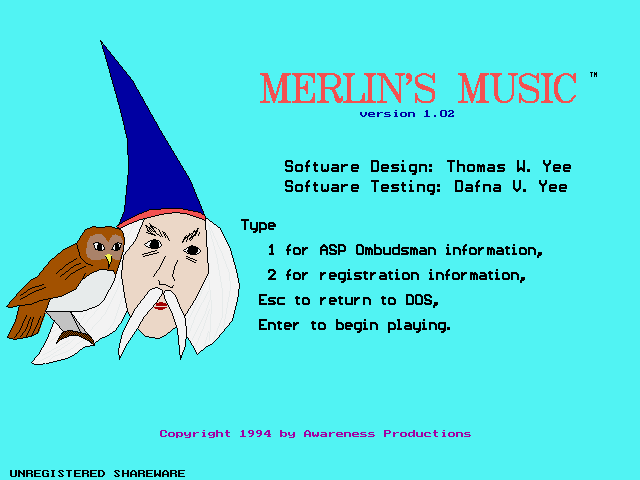 MERLIN'S MUSIC ™
version 1.02
Software Design: Thomas W. Yee
Software Testing: Dafna V. Yee
Type
1 for ASP Ombudsman information,
2 for registration information,
Esc to return to DOS,
Enter to begin playing.
Copyright 1994 by Awareness Productions
UNREGISTERED SHAREWARE